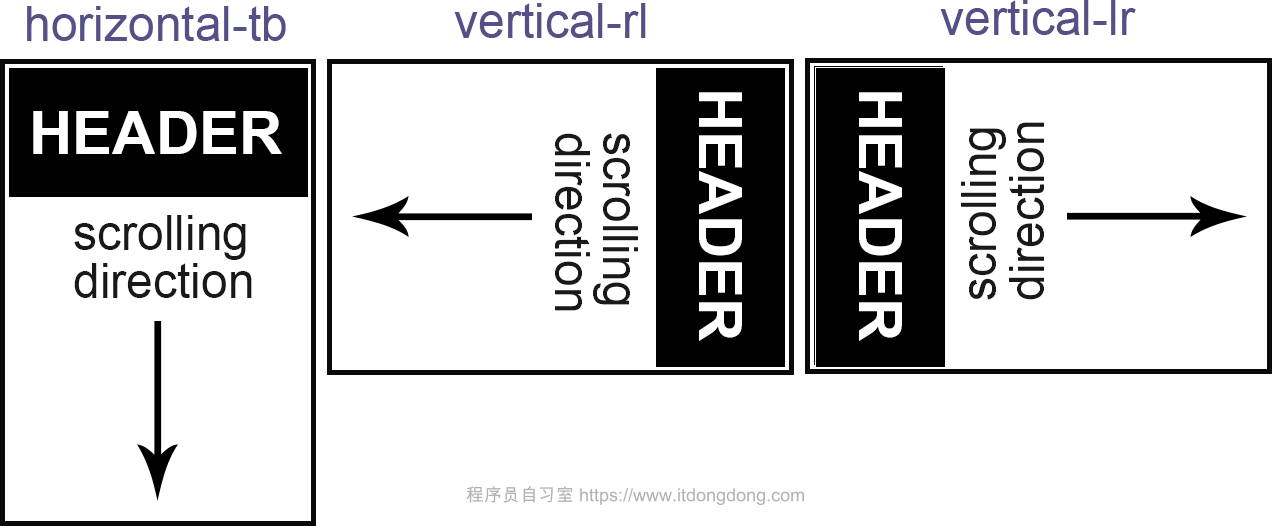 horizontal-tb
HEADER
scrolling
direction
vertical-rl
HEADER
scrolling
direction
vertical-lr
HEADER
scrolling
direction
程序员自习室 https://www.itdongdong.com